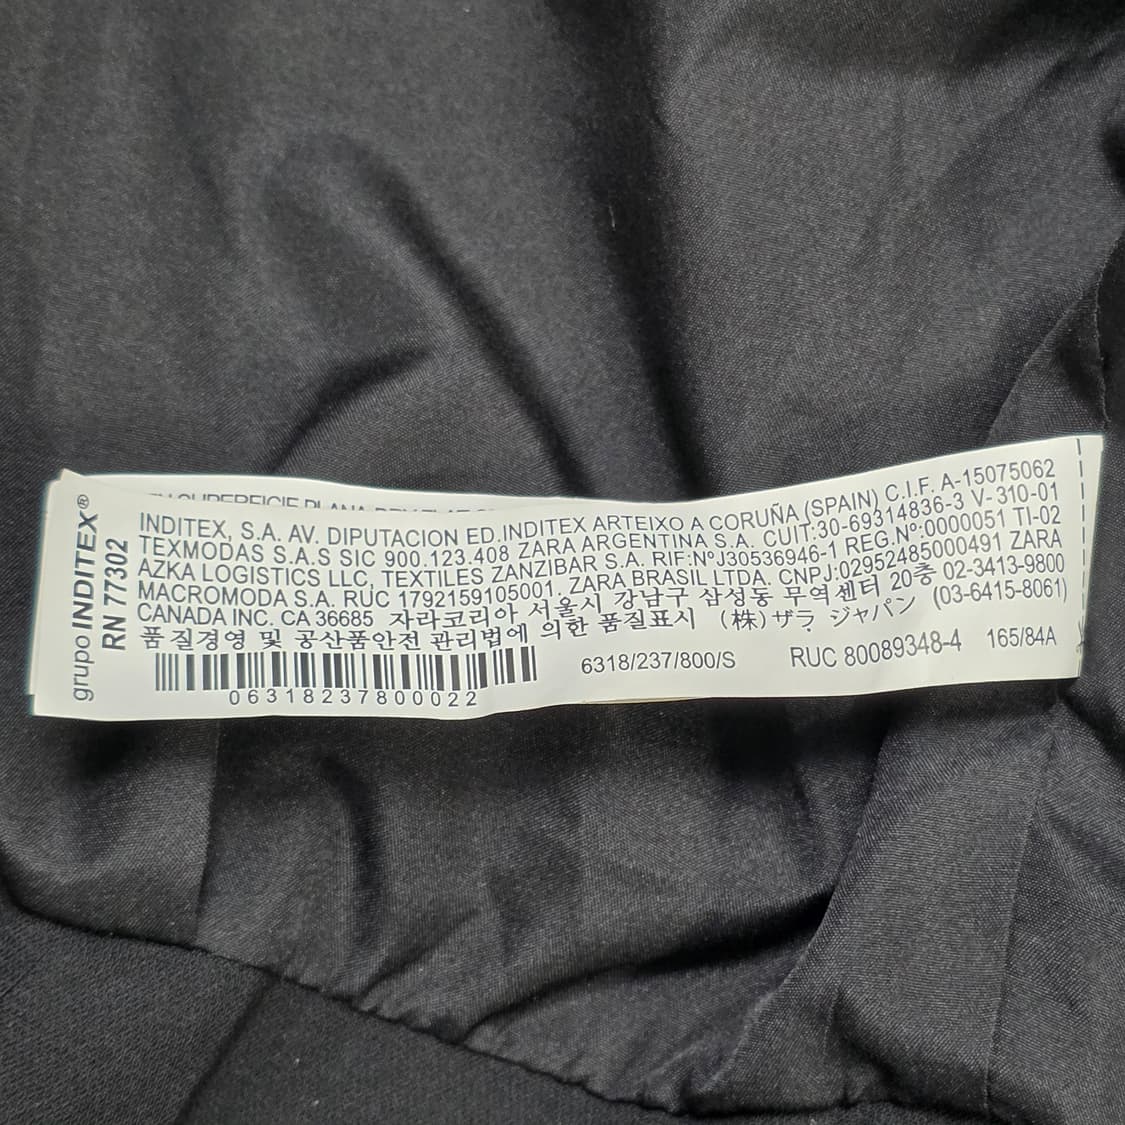 grupo INDITEX®
RN 77302
SUPERFICIE PLANA DRY FLAT
INDITEX, S.A. AV. DIPUTACION ED.INDITEX ARTEIXO A CORUÑA (SPAIN) C.I.F. A-15075062
TEXMODAS S.A.S SIC 900.123.408 ZARA ARGENTINA S.A. CUIT:30-69314836-3 V-310-01
AZKA LOGISTICS LLC, TEXTILES ZANZIBAR S.A. RIF:NºJ30536946-1 REG.Nº:0000051 TI-02
MACROMODA S.A. RUC 1792159105001. ZARA BRASIL LTDA. CNPJ:02952485000491 ZARA
CANADA INC. CA 36685 자라코리아 서울시 강남구 삼성동 무역센터 20층 02-3413-9800
품질경영 및 공산품안전 관리법에 의한 품질표시 (株)ザラ ジャパン (03-6415-8061)
06318237800022
6318/237/800/S RUC 80089348-4 165/84A